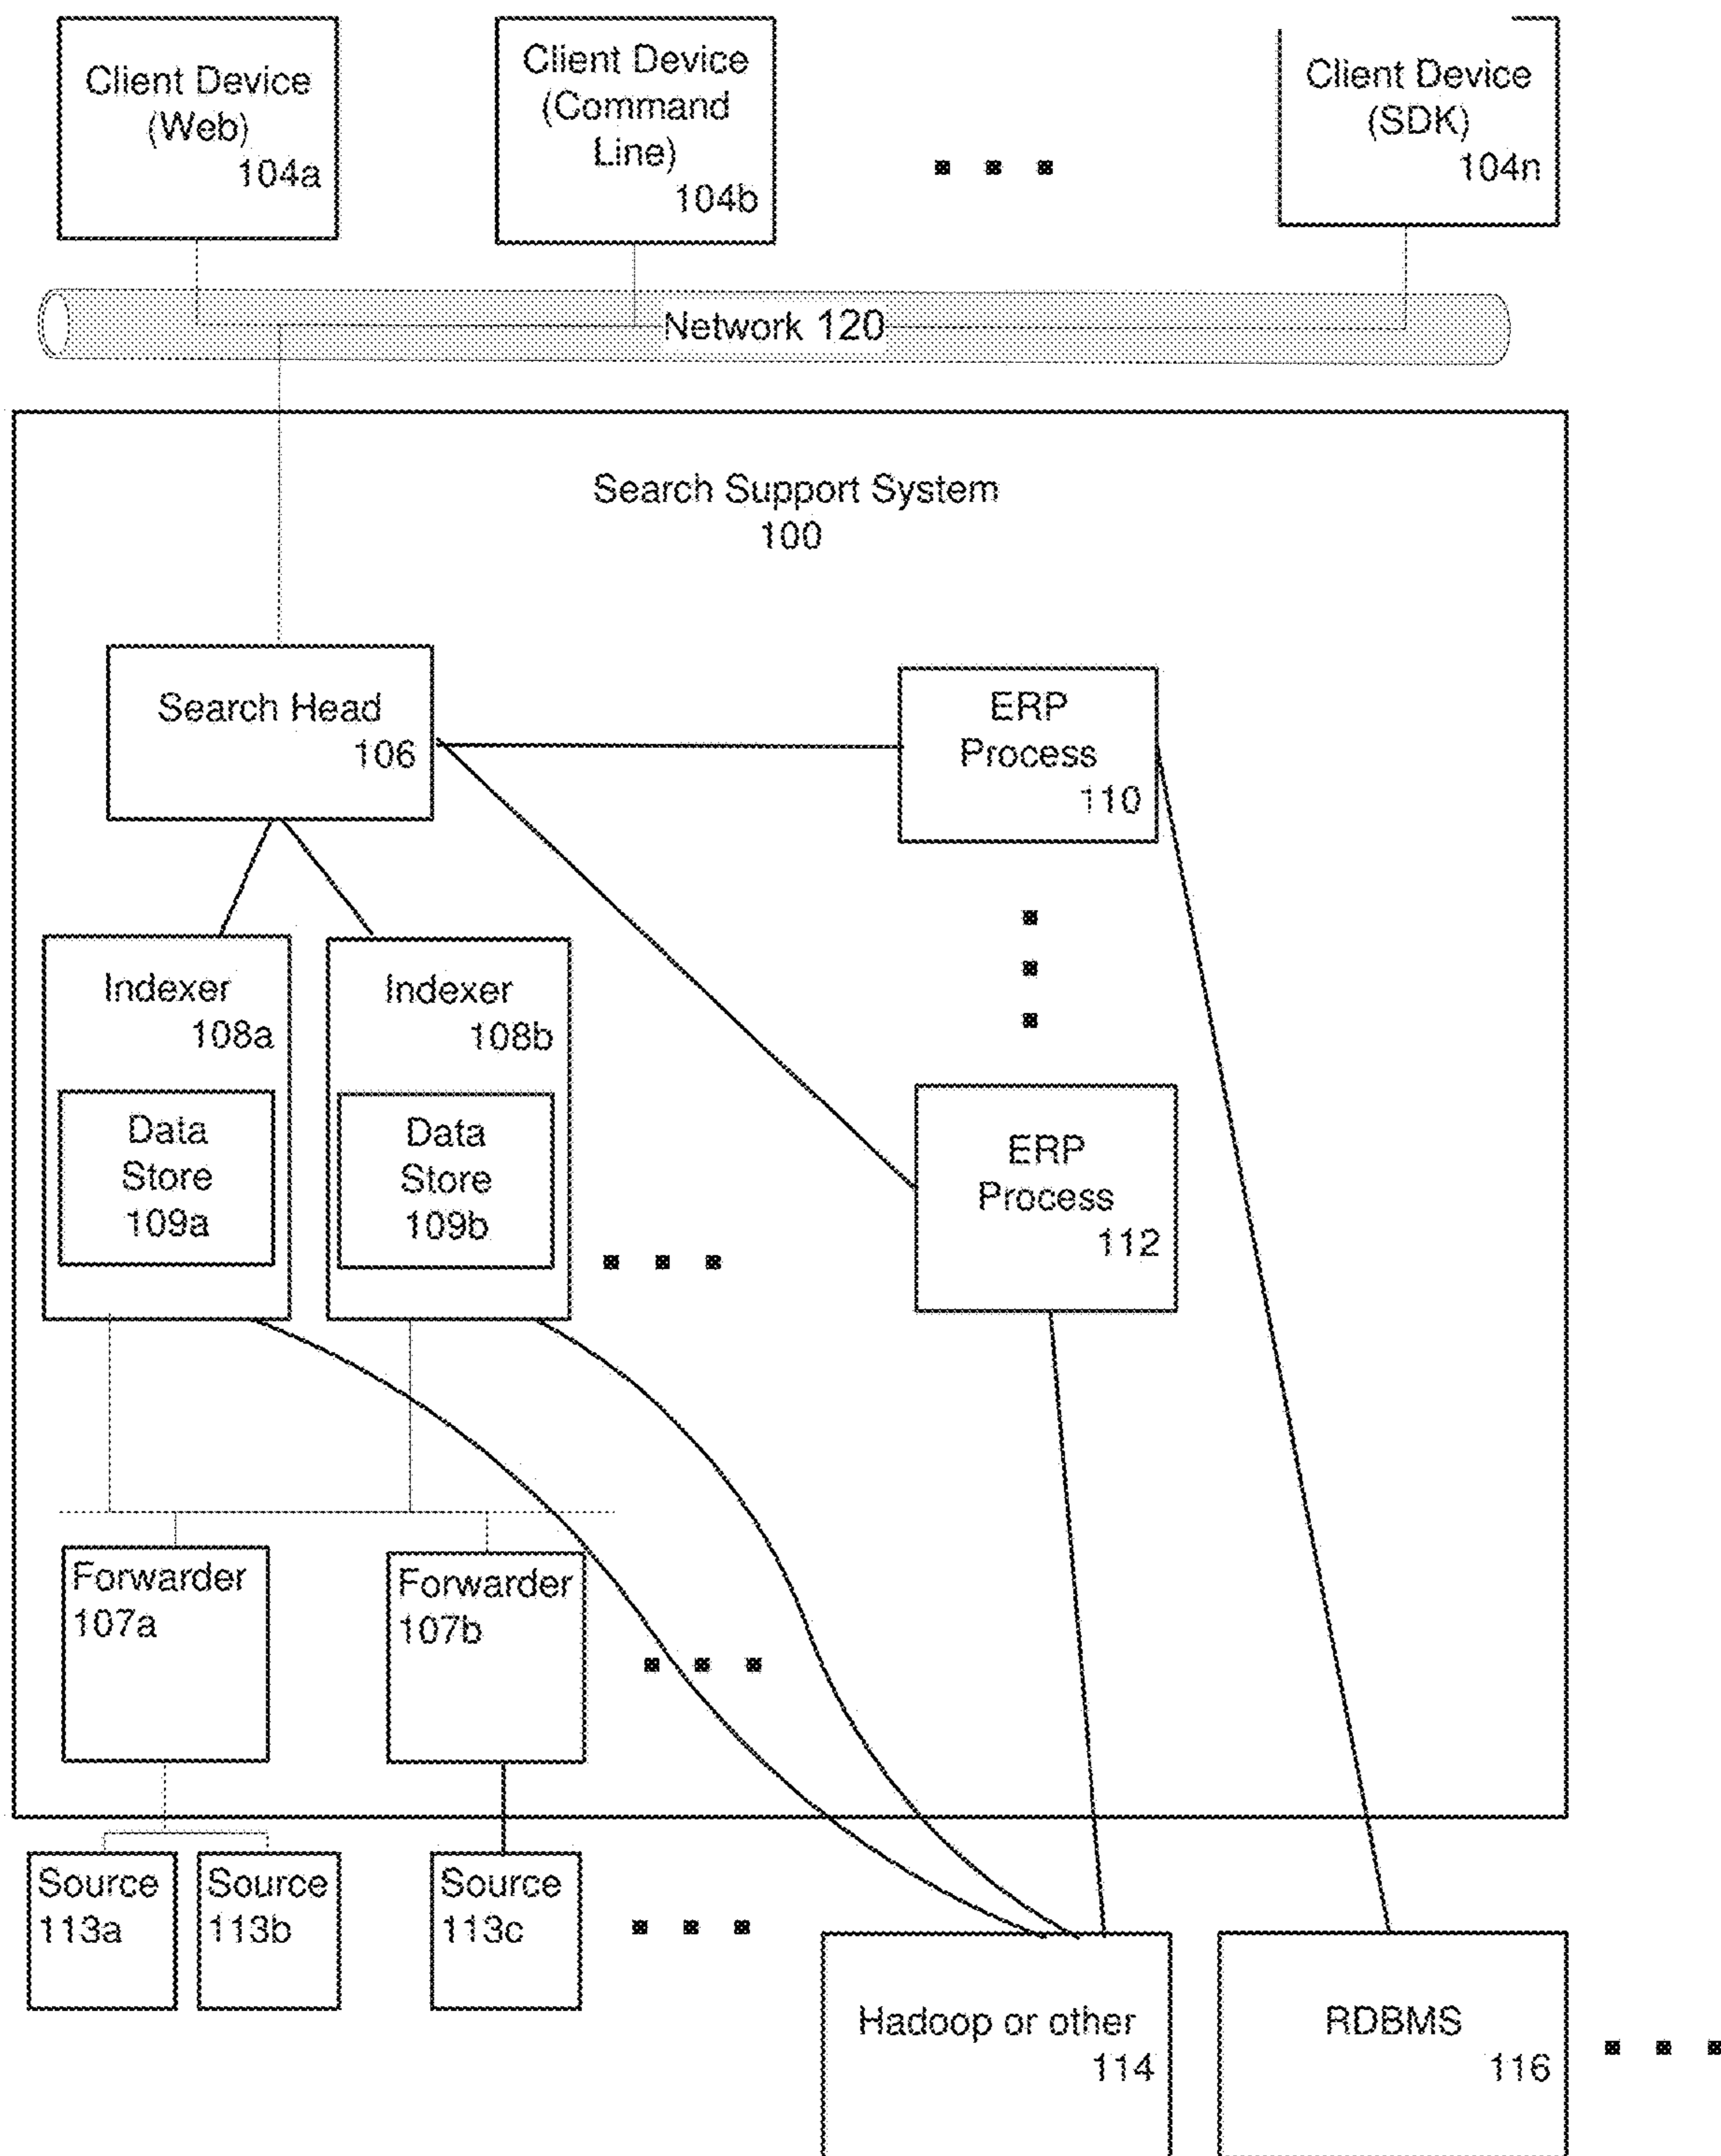 Client Device
(Web)
104a
Client Device
(Command
Line)
104b
Client Device
(SDK)
104n
Network 120
Search Support System
100
Search Head
106
ERP
Process
110
Indexer
108a
Data
Store
109a
Indexer
108b
Data
Store
109b
ERP
Process
112
Forwarder
107a
Forwarder
107b
Source
113a
Source
113b
Source
113c
Hadoop or other
114
RDBMS
116